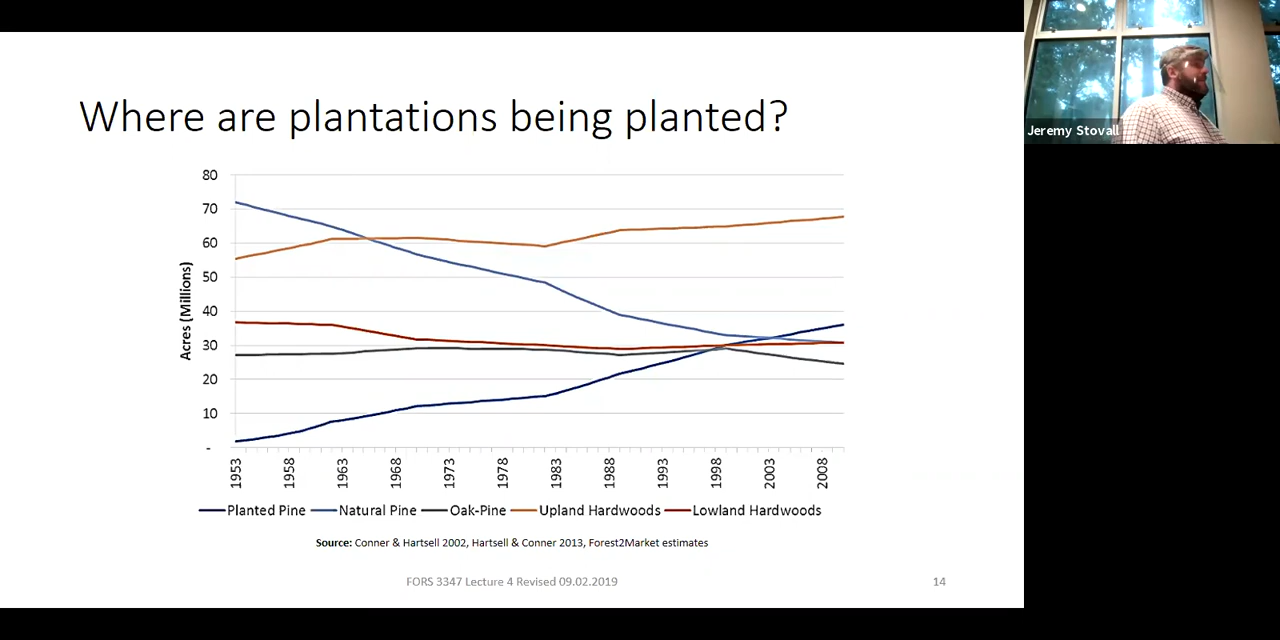 Where are plantations being planted?
Jeremy Stovall
80
70
60
50
40
30
20
10
-
Acres (Millions)
1953
1958
1963
1968
1973
1978
1983
1988
1993
1998
2003
2008
Planted Pine
Natural Pine
Oak-Pine
Upland Hardwoods
Lowland Hardwoods
Source: Conner & Hartsell 2002, Hartsell & Conner 2013, Forest2Market estimates
FORS 3347 Lecture 4 Revised 09.02.2019
14